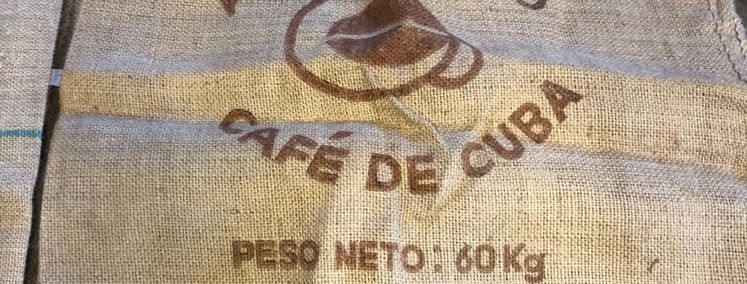 CAFÉ DE CUBA
PESO NETO: 60Kg